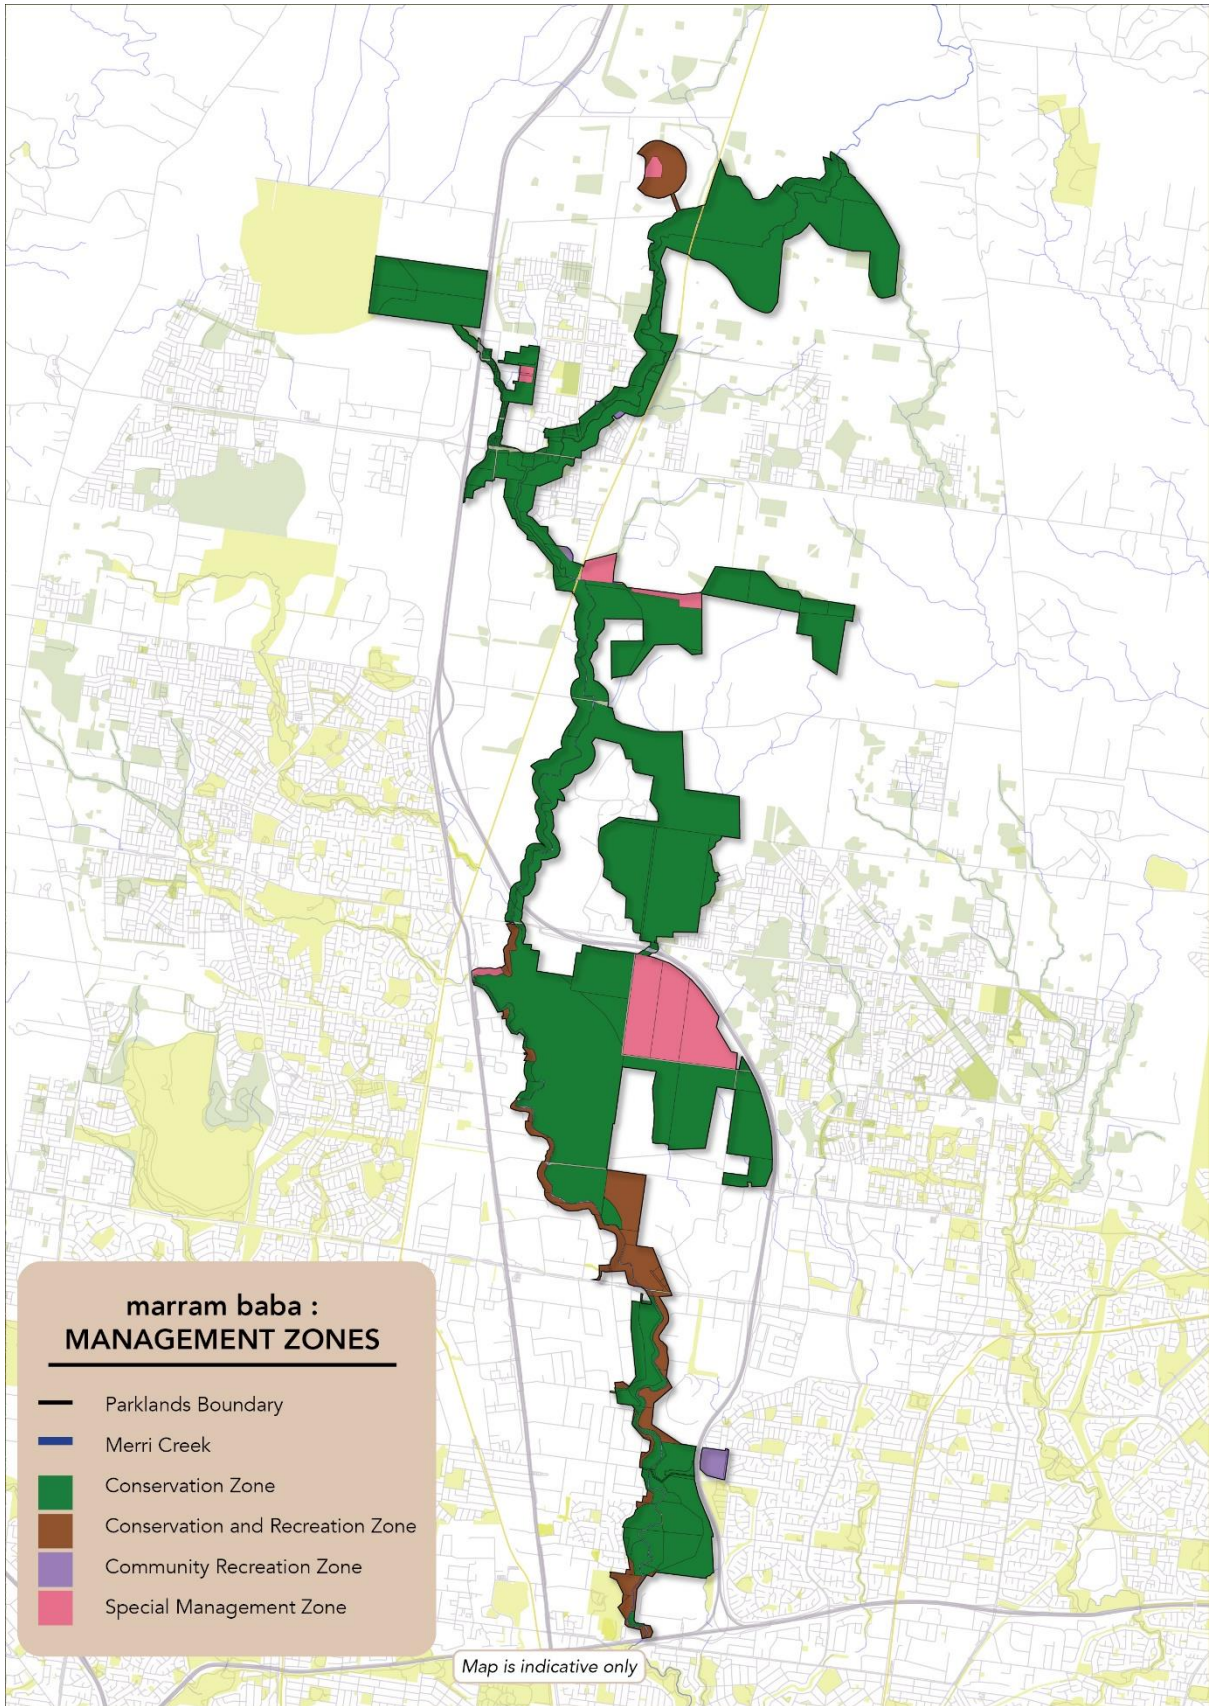 marram baba :
MANAGEMENT ZONES
Parklands Boundary
Merri Creek
Conservation Zone
Conservation and Recreation Zone
Community Recreation Zone
Special Management Zone
Map is indicative only